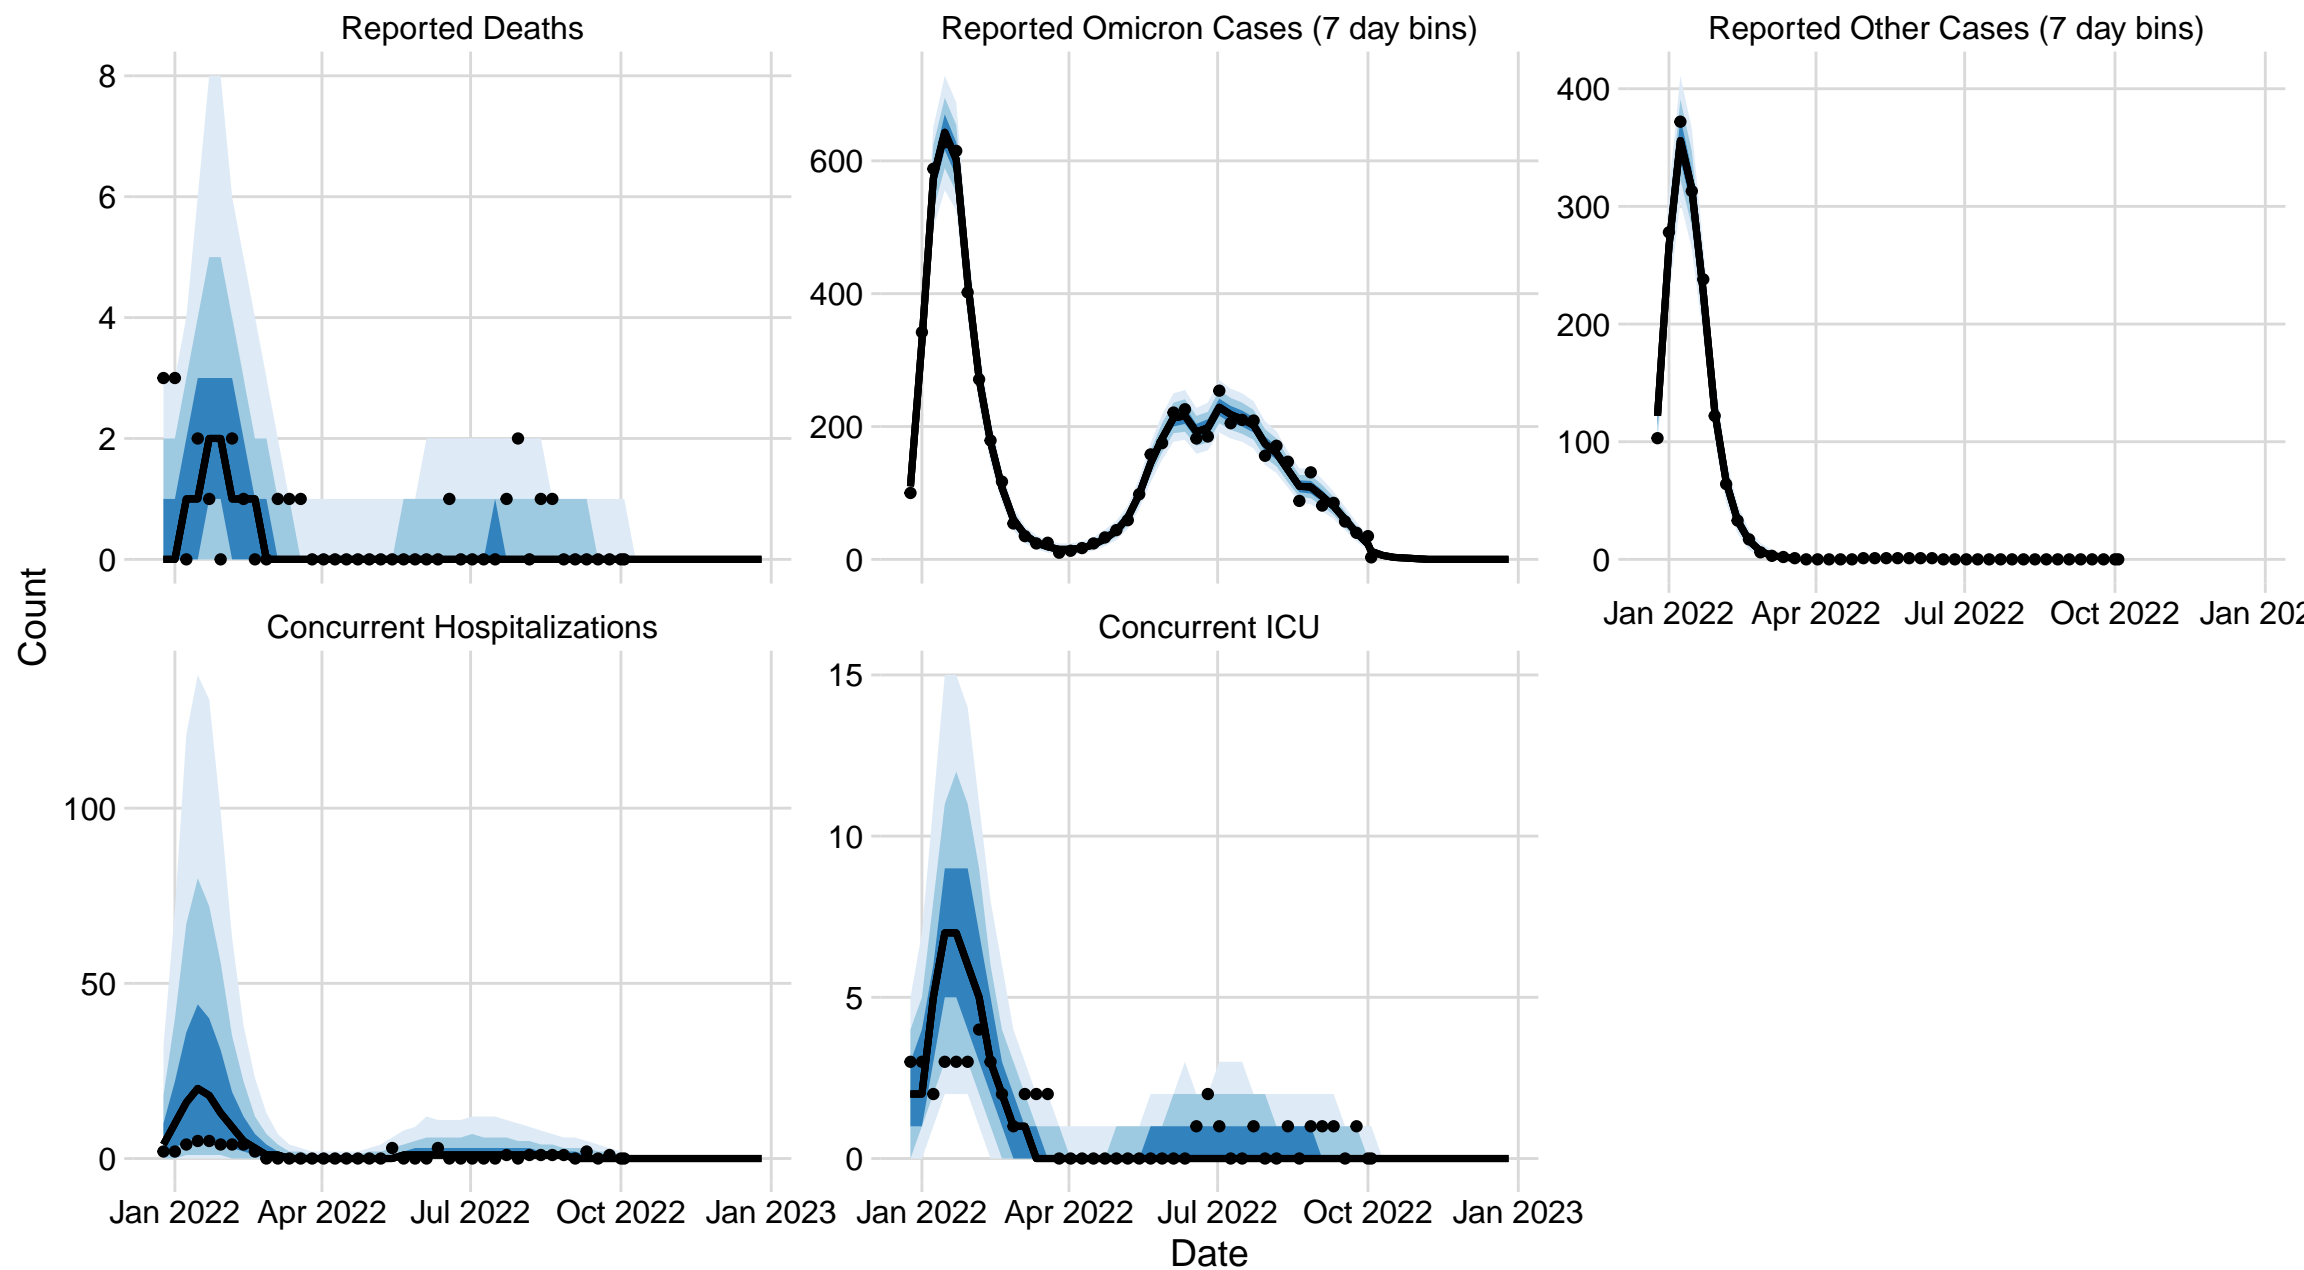 Reported Deaths
Reported Omicron Cases (7 day bins)
Reported Other Cases (7 day bins)
8
6
4
2
0
600
400
200
0
400
300
200
100
0
Jan 2022 Apr 2022 Jul 2022 Oct 2022 Jan 202
Count
Concurrent Hospitalizations
Concurrent ICU
100
50
0
15
10
5
0
Jan 2022 Apr 2022 Jul 2022 Oct 2022 Jan 2023
Jan 2022 Apr 2022 Jul 2022 Oct 2022 Jan 2023
Date